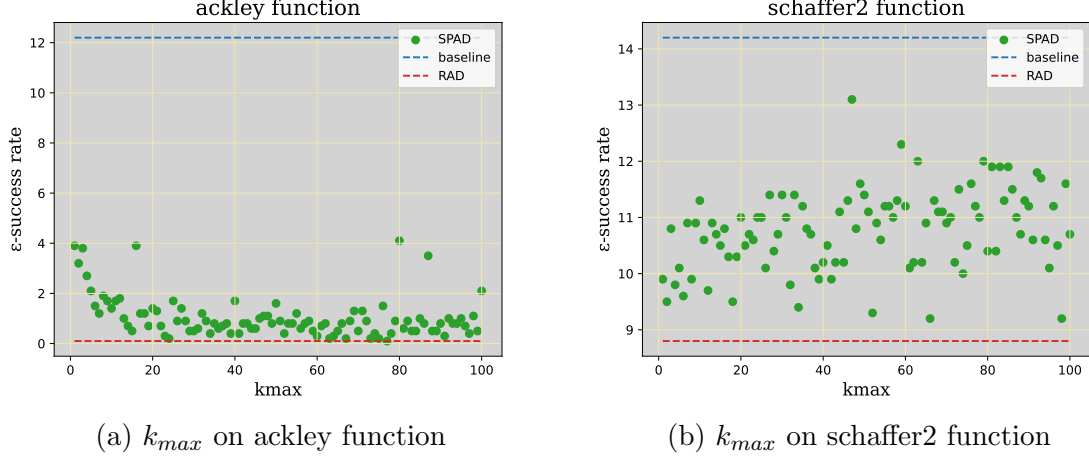 ackley function
12
10
8
6
4
2
0
ε-success rate
SPAD
baseline
RAD
0 20 40 60 80 100
kmax
(a) kmax on ackley function
schaffer2 function
14
13
12
11
10
9
ε-success rate
SPAD
baseline
RAD
0 20 40 60 80 100
kmax
(b) kmax on schaffer2 function